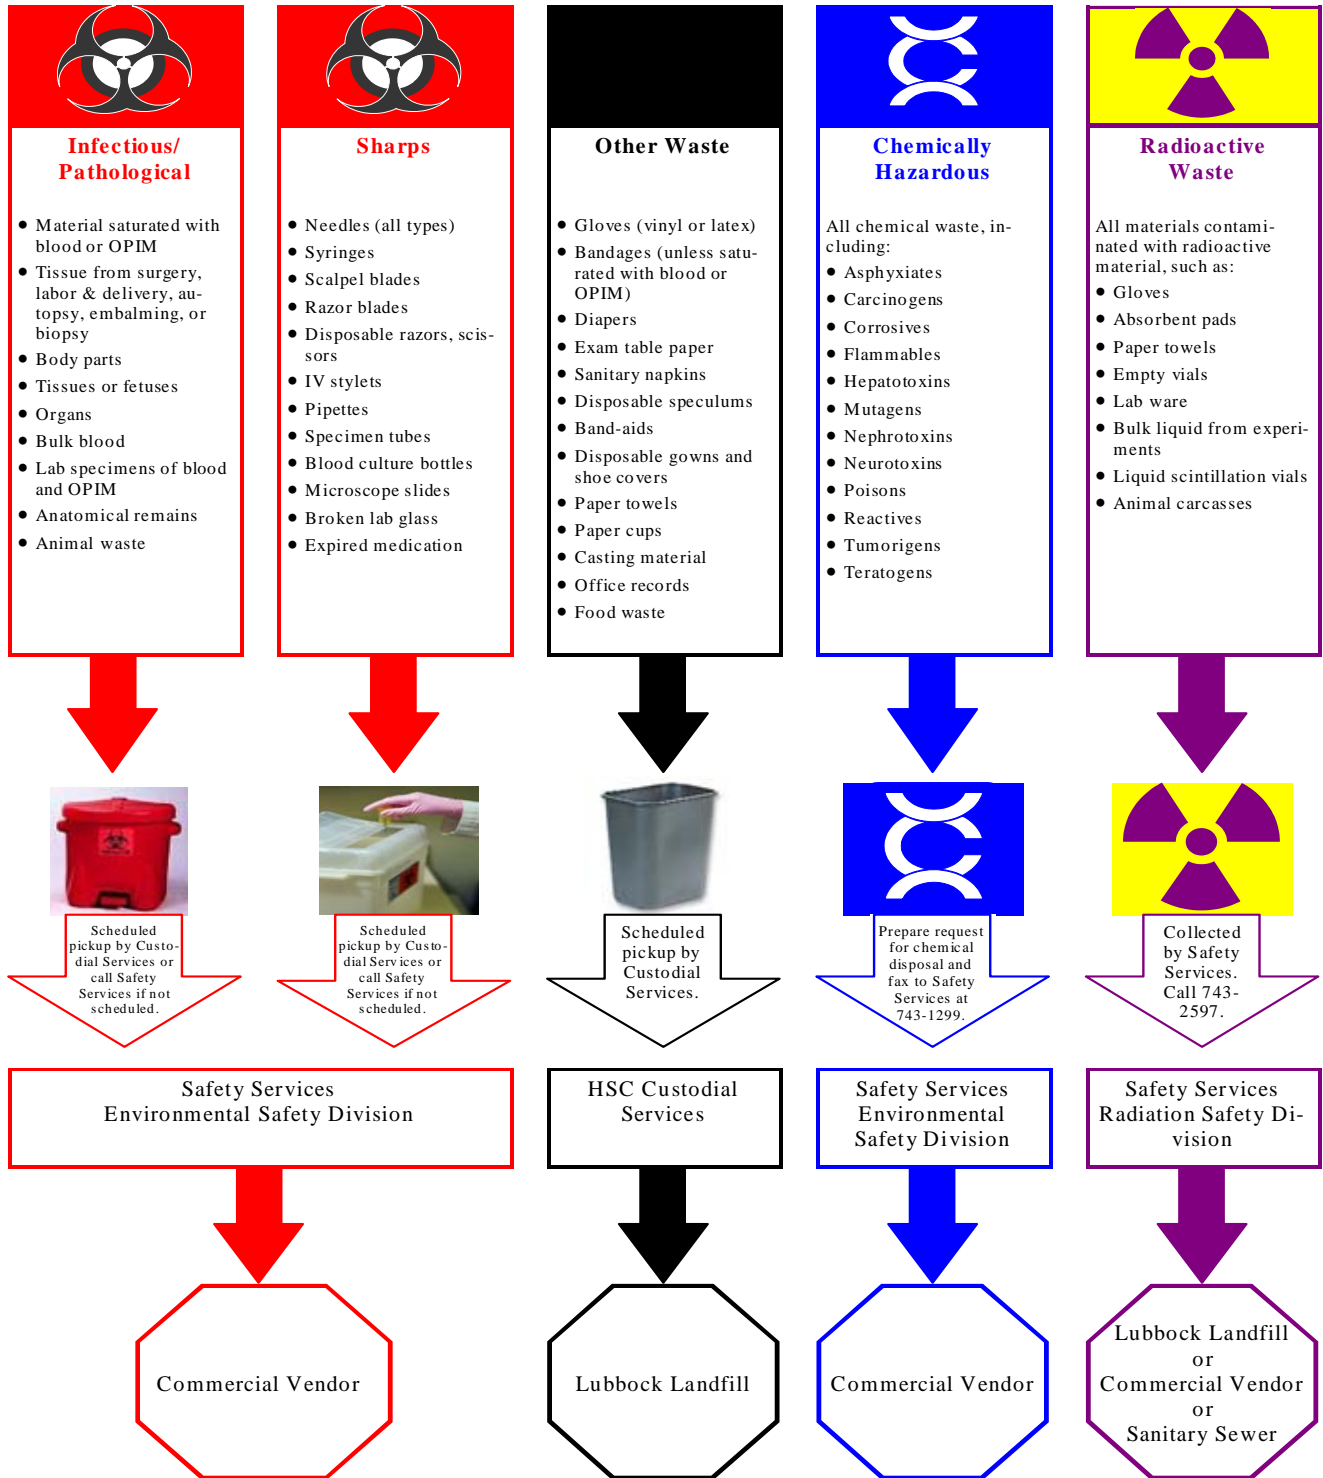 Infectious/
Pathological
• Material saturated with
blood or OPIM
• Tissue from surgery,
labor & delivery, au-
topsy, embalming, or
biopsy
• Body parts
• Tissues or fetuses
• Organs
• Bulk blood
• Lab specimens of blood
and OPIM
• Anatomical remains
• Animal waste
Sharps
• Needles (all types)
• Syringes
• Scalpel blades
• Razor blades
• Disposable razors, scis-
sors
• IV stylets
• Pipettes
• Specimen tubes
• Blood culture bottles
• Microscope slides
• Broken lab glass
• Expired medication
Other Waste
• Gloves (vinyl or latex)
• Bandages (unless satu-
rated with blood or
OPIM)
• Diapers
• Exam table paper
• Sanitary napkins
• Disposable speculums
• Band-aids
• Disposable gowns and
shoe covers
• Paper towels
• Paper cups
• Casting material
• Office records
• Food waste
Chemically
Hazardous
All chemical waste, in-
cluding:
• Asphyxiates
• Carcinogens
• Corrosives
• Flammables
• Hepatotoxins
• Mutagens
• Nephrotoxins
• Neurotoxins
• Poisons
• Reactives
• Tumorigens
• Teratogens
Radioactive
Waste
All materials contami-
nated with radioactive
material, such as:
• Gloves
• Absorbent pads
• Paper towels
• Empty vials
• Lab ware
• Bulk liquid from experi-
ments
• Liquid scintillation vials
• Animal carcasses
Scheduled
pickup by Custo-
dial Services or
call Safety
Services if not
scheduled.
Scheduled
pickup by Custo-
dial Services or
call Safety
Services if not
scheduled.
Scheduled
pickup by
Custodial
Services.
Prepare request
for chemical
disposal and
fax to Safety
Services at
743-1299.
Collected
by Safety
Services.
Call 743-
2597.
Safety Services
Environmental Safety Division
HSC Custodial
Services
Safety Services
Environmental
Safety Division
Safety Services
Radiation Safety Di-
vision
Commercial Vendor
Lubbock Landfill
Commercial Vendor
Lubbock Landfill
or
Commercial Vendor
or
Sanitary Sewer